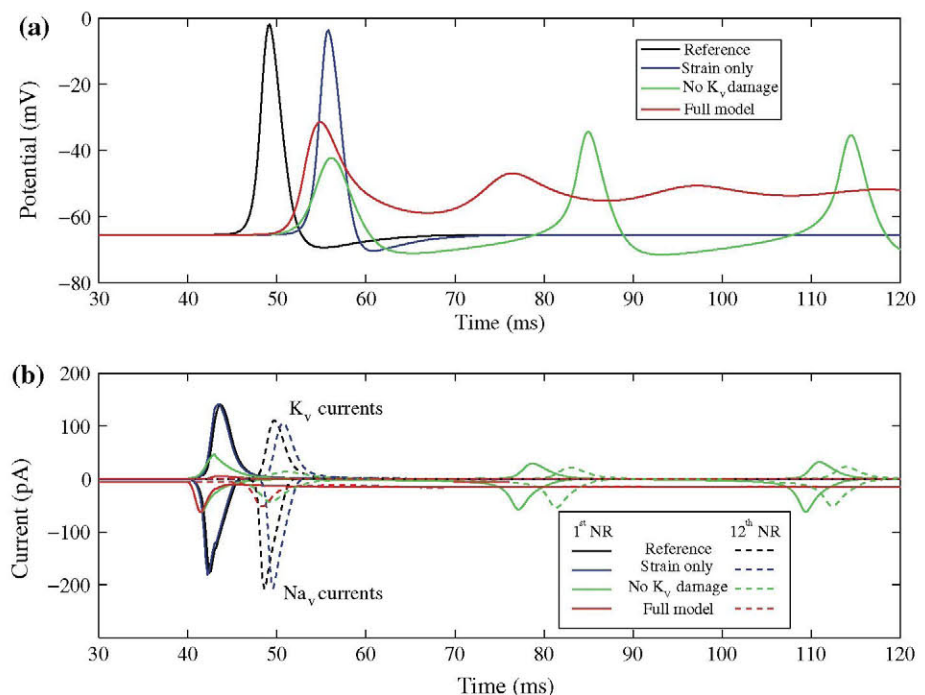 (a)
0
−20
−40
−60
−80
Potential (mV)
Reference
Strain only
No Kv damage
Full model
30 40 50 60 70 80 90 100 110 120
Time (ms)
(b)
200
100
0
−100
−200
Current (pA)
Kv currents
Nav currents
1st NR 12th NR
Reference
Strain only
No Kv damage
Full model
30 40 50 60 70 80 90 100 110 120
Time (ms)